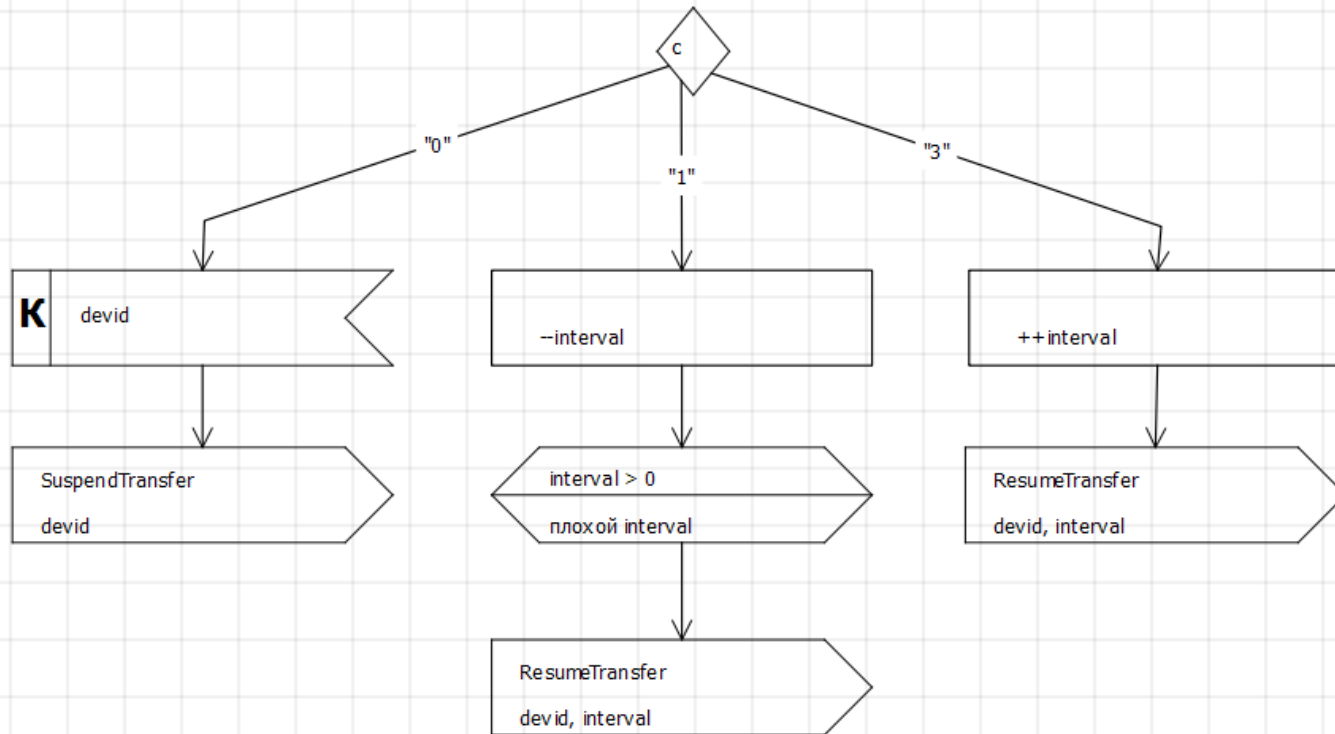 c
"0"
"1"
"3"
K
devid
--interval
++interval
SuspendTransfer
devid
interval > 0
плохой interval
ResumeTransfer
devid, interval
ResumeTransfer
devid, interval